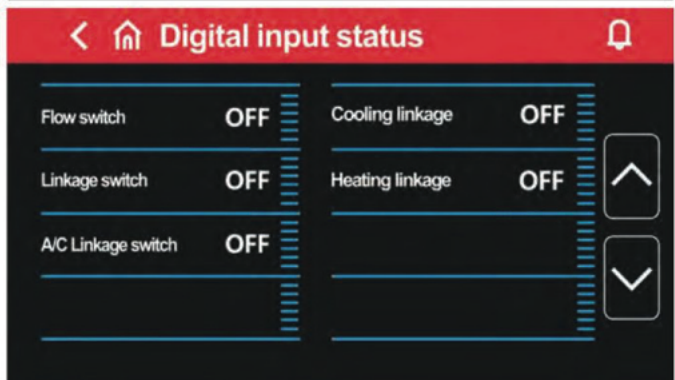 Digital input status
Flow switch OFF
Cooling linkage OFF
Linkage switch OFF
Heating linkage OFF
A/C Linkage switch OFF